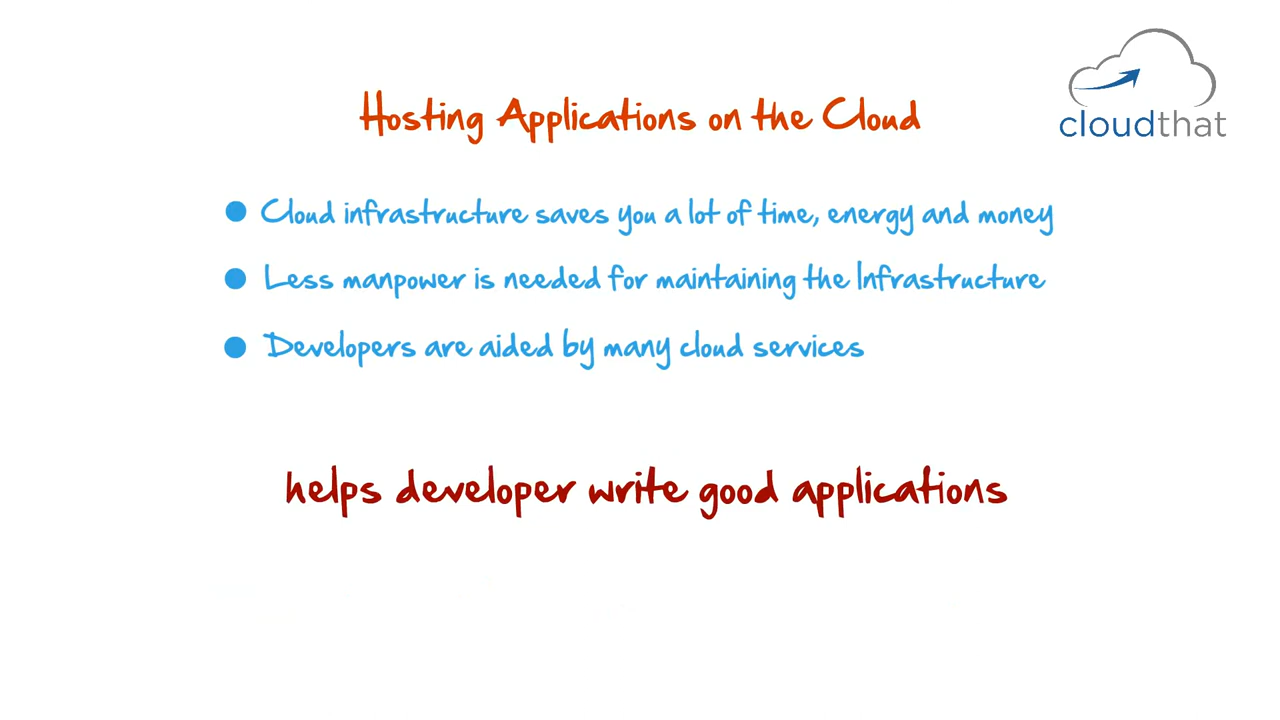 Hosting Applications on the Cloud
cloudthat
Cloud infrastructure saves you a lot of time, energy and money
Less manpower is needed for maintaining the Infrastructure
Developers are aided by many cloud services
helps developer write good applications